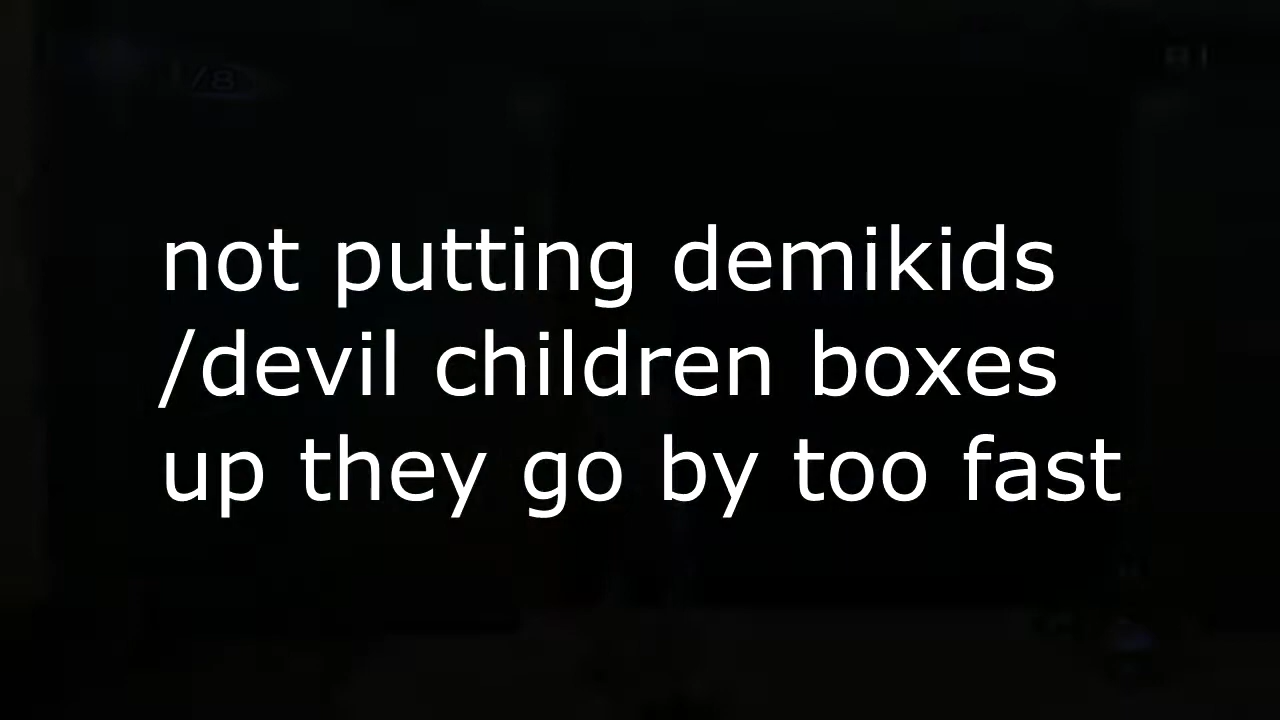 not putting demikids
/devil children boxes
up they go by too fast